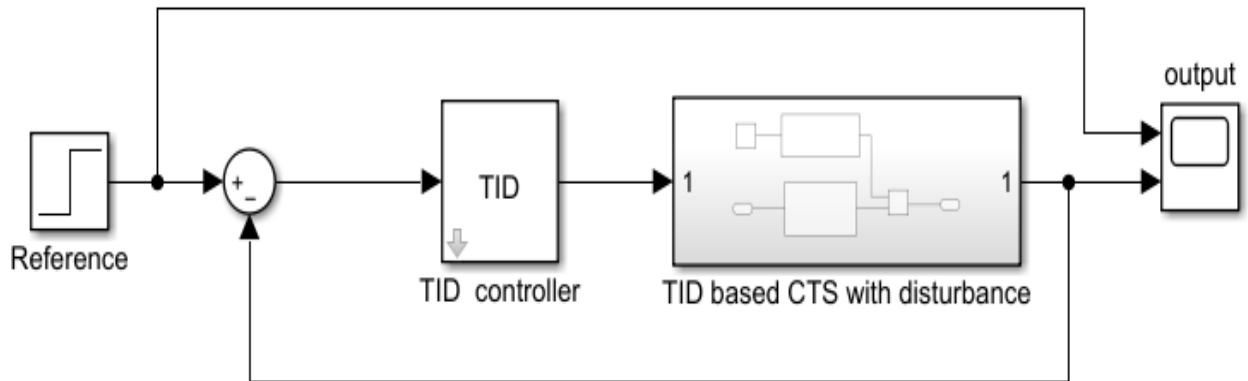 output
+
−
TID
1
1
Reference
TID controller
TID based CTS with disturbance